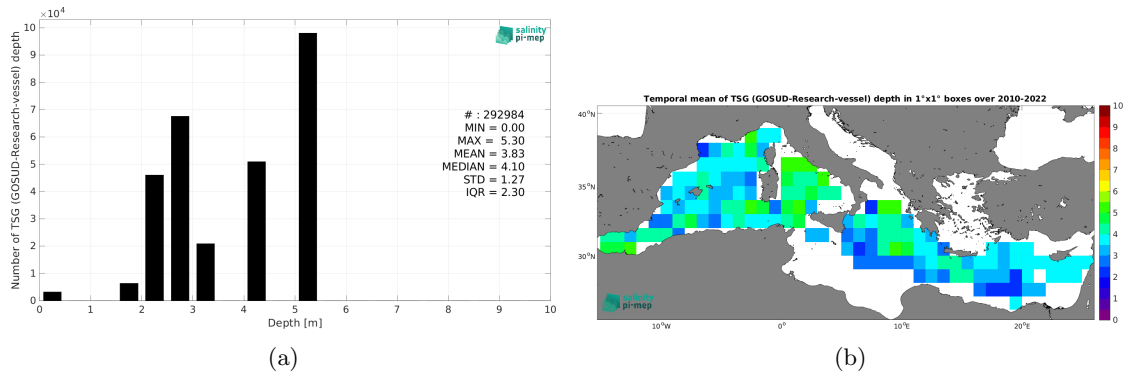 ×10⁴
10
9
8
7
6
5
4
3
2
1
0
Number of TSG (GOSUD-Research-vessel) depth
0 1 2 3 4 5 6 7 8 9 10
Depth [m]
salinity
pi-mep
# : 292984
MIN = 0.00
MAX = 5.30
MEAN = 3.83
MEDIAN = 4.10
STD = 1.27
IQR = 2.30
(a)
Temporal mean of TSG (GOSUD-Research-vessel) depth in 1°x1° boxes over 2010-2022
40°N
35°N
30°N
10°W 0° 10°E 20°E
salinity
pi-mep
10
9
8
7
6
5
4
3
2
1
0
(b)